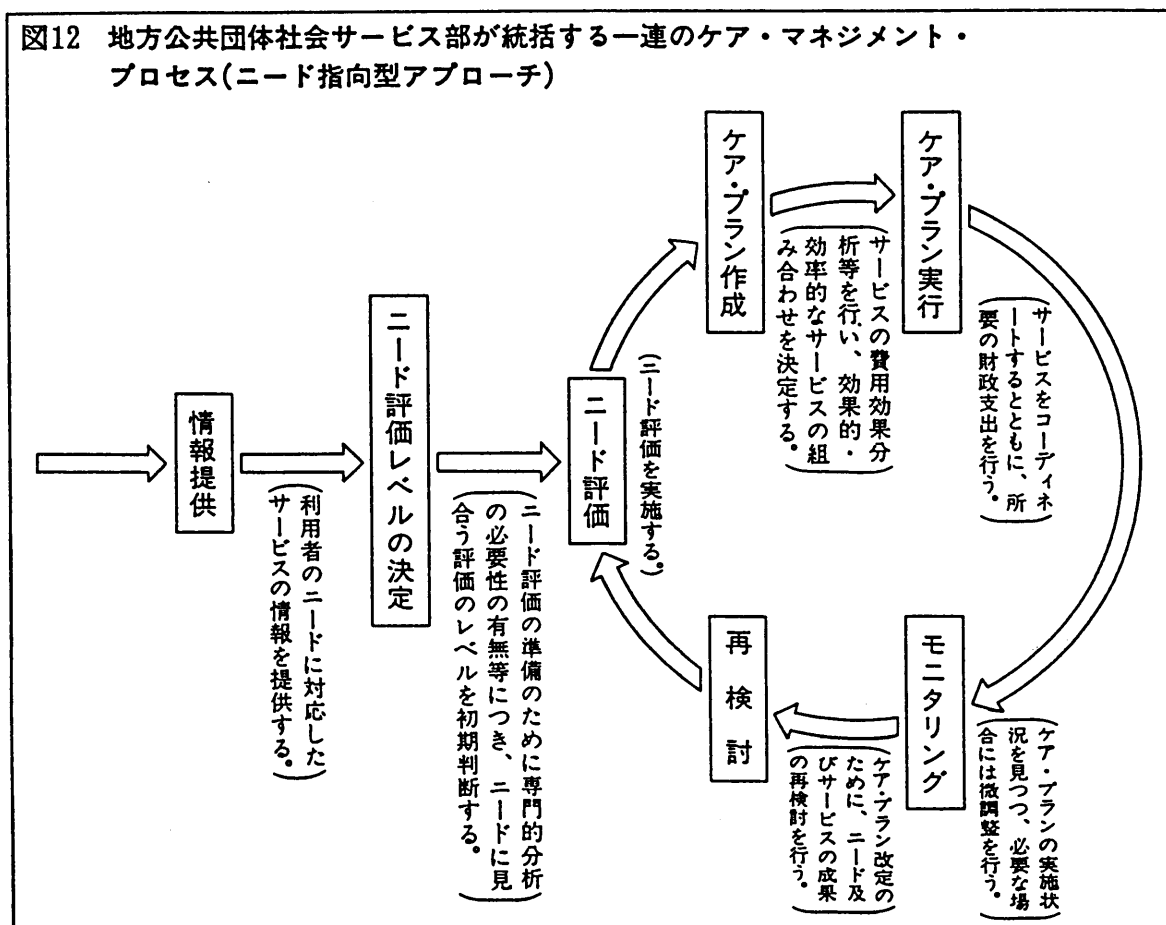 図12 地方公共団体社会サービス部が統括する一連のケア・マネジメント・
プロセス(ニード指向型アプローチ)
情報提供
(利用者のニードに対応した
サービスの情報を提供する。)
ニード評価レベルの決定
(ニード評価の準備のために専門的分析
の必要性の有無等につき、ニードに見
合う評価のレベルを初期判断する。)
ニード評価
(ニード評価を実施する。)
ケア・プラン作成
(サービスの費用効果分
析等を行い、効果的・
効率的なサービスの組
み合わせを決定する。)
ケア・プラン実行
(サービスをコーディネ
ートするとともに、所
要の財政支出を行う。)
モニタリング
(ケア・プランの実施状
況を見つつ、必要な場
合には微調整を行う。)
再検討
(ケア・プラン改定の
ために、ニード及
びサービスの成果
の再検討を行う。)